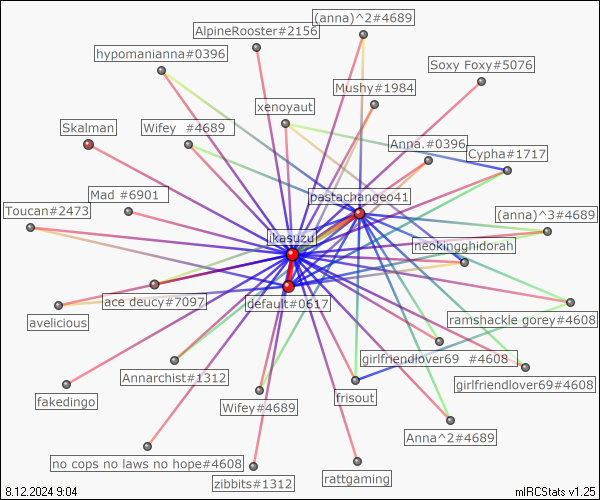 (anna)^2#4689
AlpineRooster#2156
hypomanianna#0396
Soxy Foxy#5076
Mushy#1984
xenoyaut
Skalman
Wifey #4689
Anna.#0396
Cypha#1717
Mad #6901
pastachangeo41
Toucan#2473
(anna)^3#4689
ikasuzu
neokingghidorah
ace deucy#7097
default#0617
avelicious
ramshackle gorey#4608
girlfriendlover69 #4608
Annarchist#1312
girlfriendlover69#4608
fakedingo
Wifey#4689
frisout
Anna^2#4689
no cops no laws no hope#4608
zibbits#1312
rattgaming
8.12.2024 9:04
mIRCStats v1.25